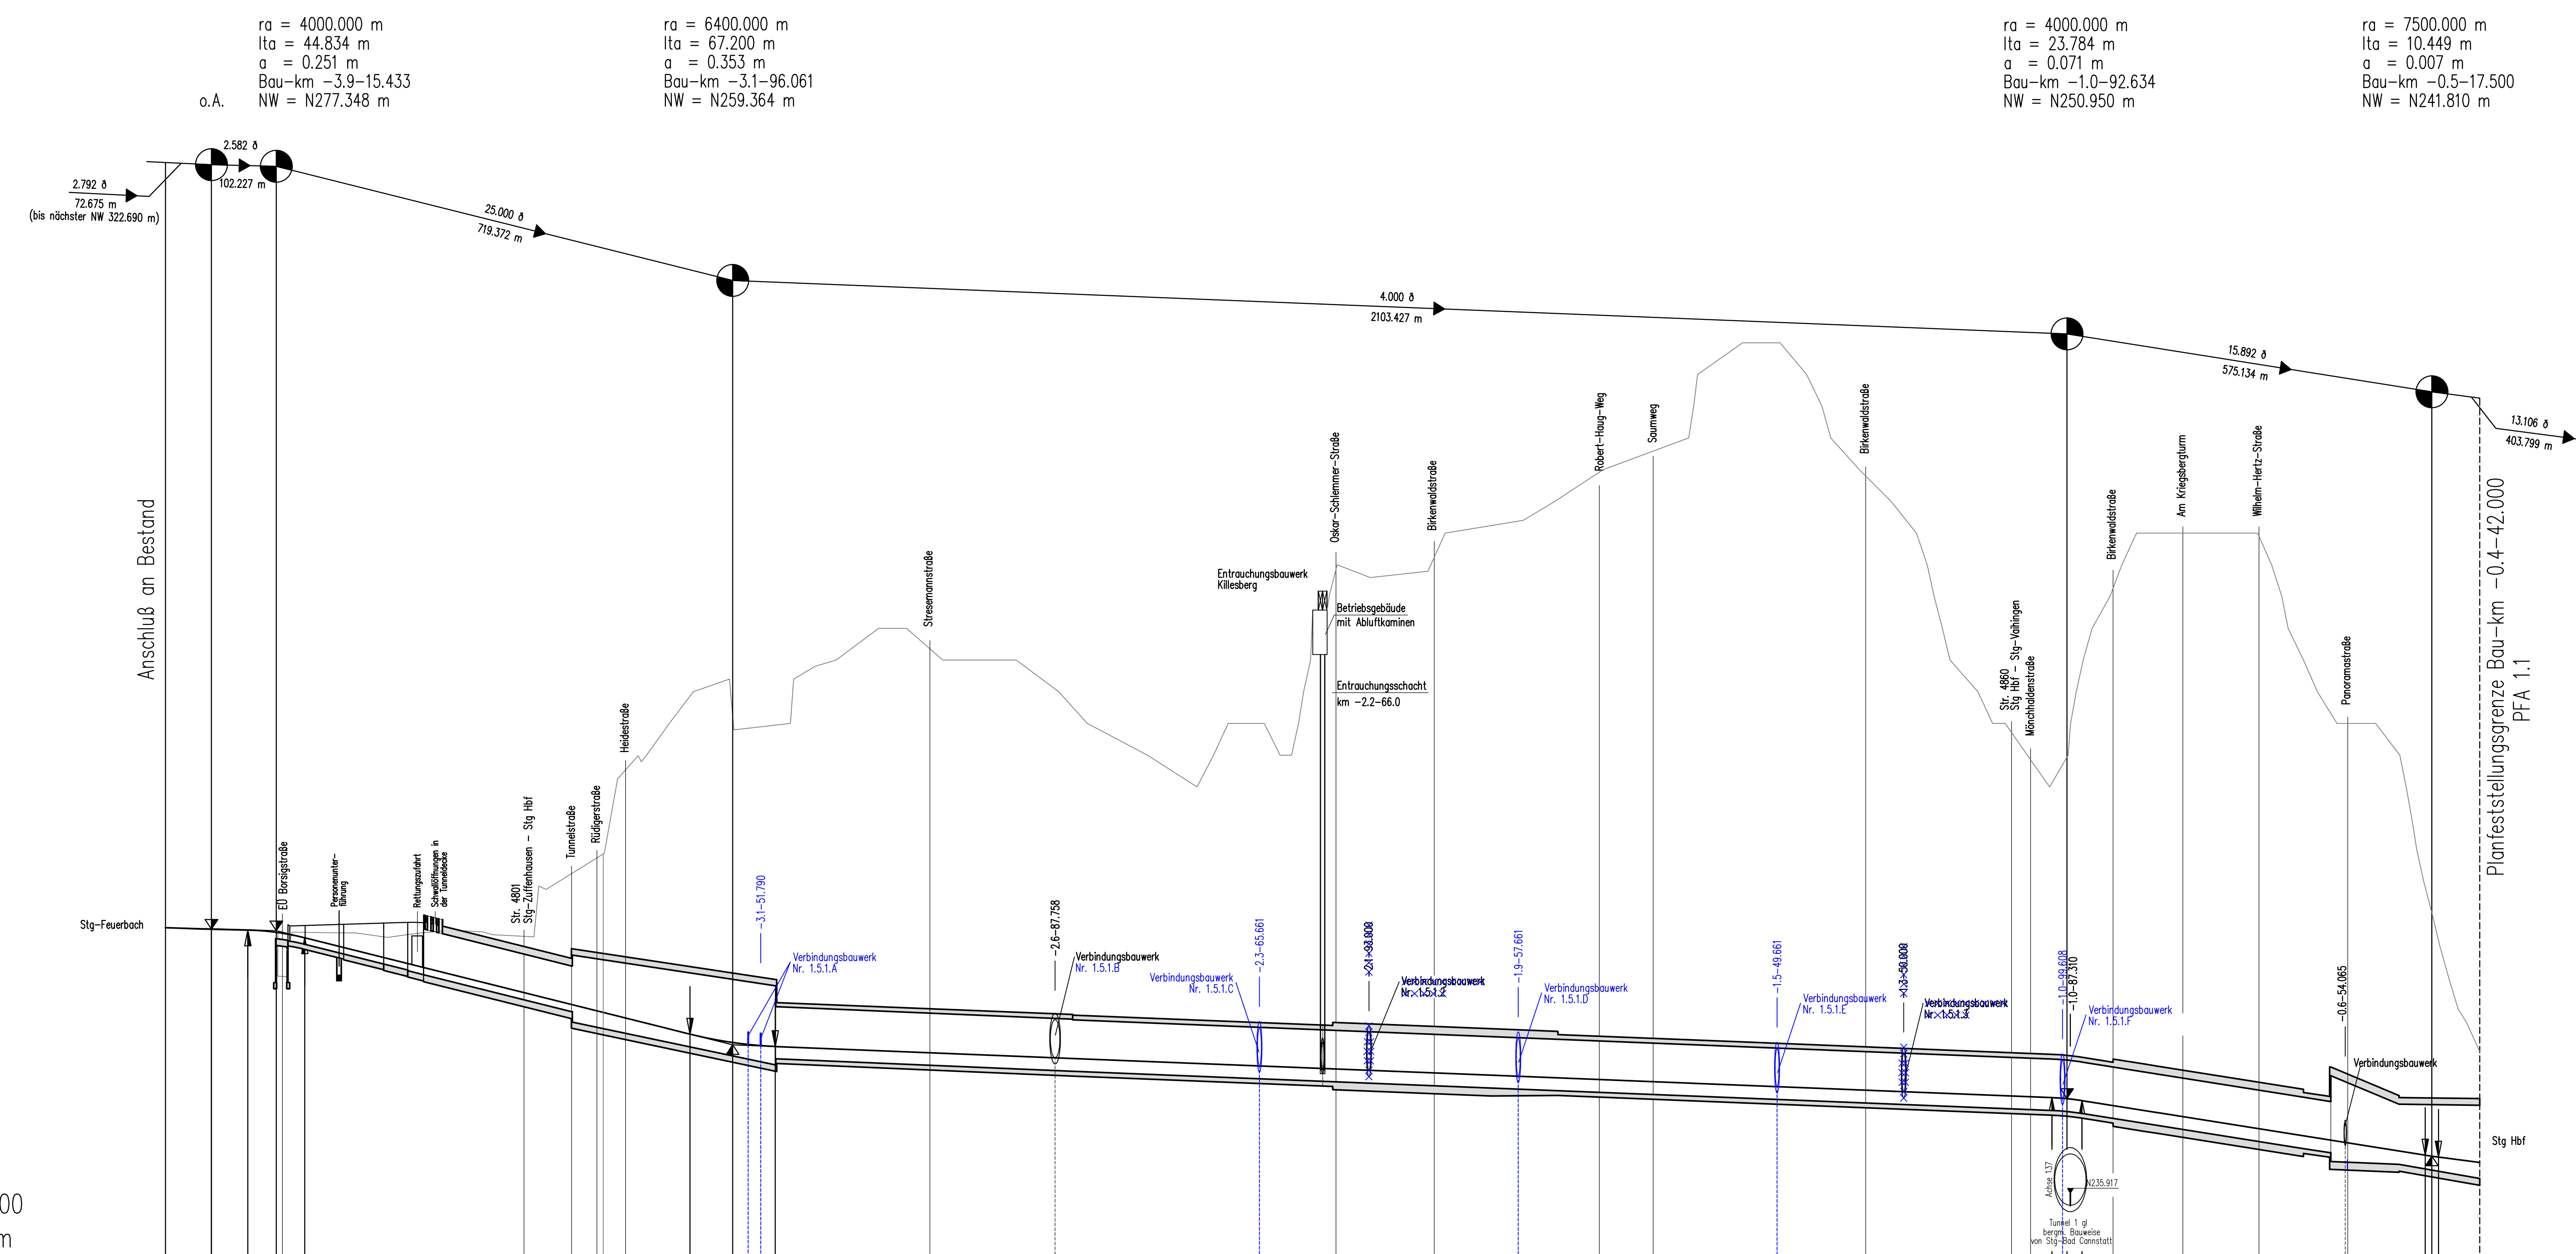 ra = 4000.000 m
lta = 44.834 m
a = 0.251 m
Bau-km -3.9-15.433
NW = N277.348 m
o.A.
ra = 6400.000 m
lta = 67.200 m
a = 0.353 m
Bau-km -3.1-96.061
NW = N259.364 m
ra = 4000.000 m
lta = 23.784 m
a = 0.071 m
Bau-km -1.0-92.634
NW = N250.950 m
ra = 7500.000 m
lta = 10.449 m
a = 0.007 m
Bau-km -0.5-17.500
NW = N241.810 m
2.582 ð
102.227 m
2.792 ð
72.675 m
(bis nächster NW 322.690 m)
25.000 ð
719.372 m
4.000 ð
2103.427 m
15.892 ð
575.134 m
13.106 ð
403.799 m
Anschluß an Bestand
Planfeststellungsgrenze Bau-km -0.4-42.000
PFA 1.1
Stg-Feuerbach
EÜ Borsigstraße
Personenunter-
führung
Rettungszufahrt
Schwallöffnungen in
der Tunneldecke
Str. 4801
Stg-Zuffenhausen - Stg Hbf
Tunnelstraße
Rüdigerstraße
Heidestraße
Stresemannstraße
Entrauchungsbauwerk
Killesberg
Betriebsgebäude
mit Abluftkaminen
Entrauchungsschacht
km -2.2-66.0
Oskar-Schlemmer-Straße
Birkenwaldstraße
Robert-Haug-Weg
Saumweg
Birkenwaldstraße
Str. 4860
Stg Hbf - Stg-Vaihingen
Mönchhaldenstraße
Birkenwaldstraße
Am Kriegsbergturm
Wilhelm-Hertz-Straße
Panoramastraße
-3.1-51.790
Verbindungsbauwerk
Nr. 1.5.1.A
-2.6-87.758
Verbindungsbauwerk
Nr. 1.5.1.B
-2.3-65.661
Verbindungsbauwerk
Nr. 1.5.1.C
Verbindungsbauwerk
-1.9-57.661
Verbindungsbauwerk
Nr. 1.5.1.D
-1.5-49.661
Verbindungsbauwerk
Nr. 1.5.1.E
Verbindungsbauwerk
-1.0-99.608
-1.0-87.310
Verbindungsbauwerk
Nr. 1.5.1.F
-0.6-54.065
Verbindungsbauwerk
Stg Hbf
Achse 137
N235.917
Tunnel 1 gl
bergm. Bauweise
von Stg-Bad Cannstatt
00
m